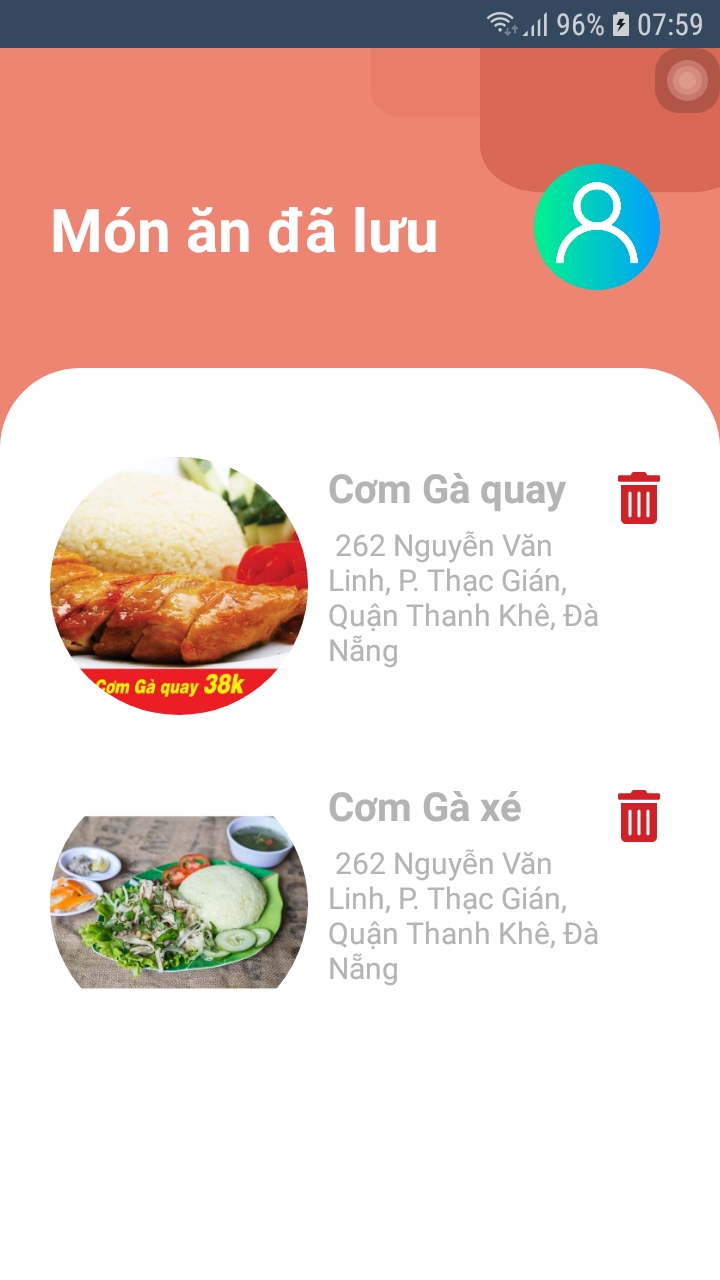 96% 07:59
Món ăn đã lưu
Cơm Gà quay
262 Nguyễn Văn
Linh, P. Thạc Gián,
Quận Thanh Khê, Đà
Nẵng
Cơm Gà quay 38k
Cơm Gà xé
262 Nguyễn Văn
Linh, P. Thạc Gián,
Quận Thanh Khê, Đà
Nẵng